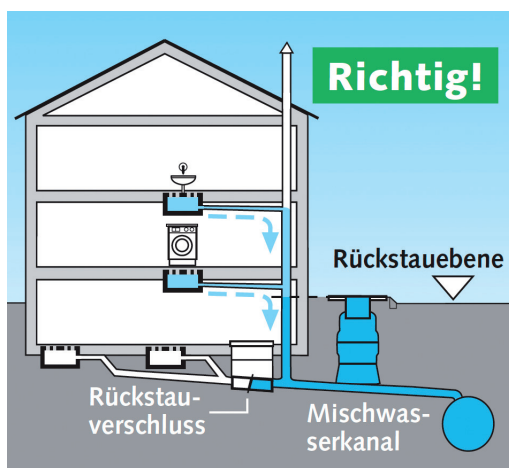 Richtig!
Rückstauebene
Rückstau-
verschluss
Mischwas-
serkanal